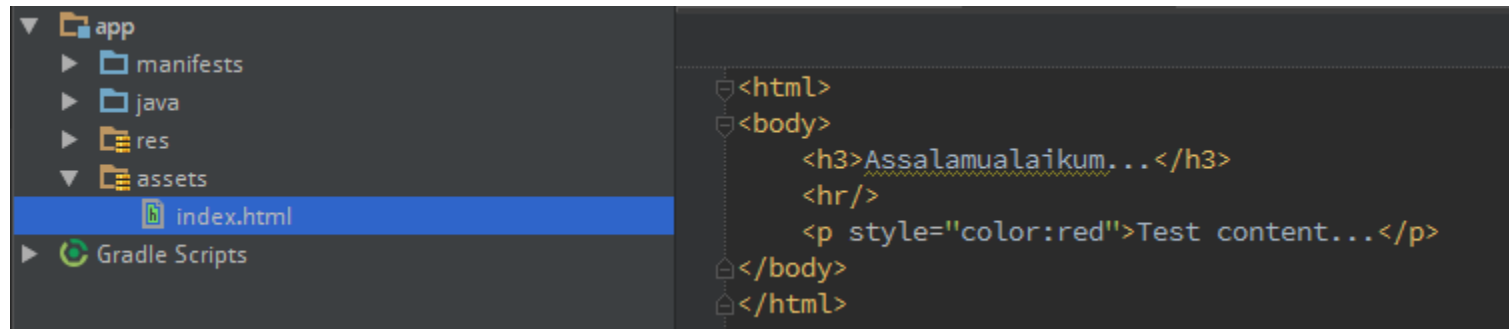 app
manifests
java
res
assets
index.html
Gradle Scripts
<html>
<body>
<h3>Assalamualaikum...</h3>
<hr/>
<p style="color:red">Test content...</p>
</body>
</html>